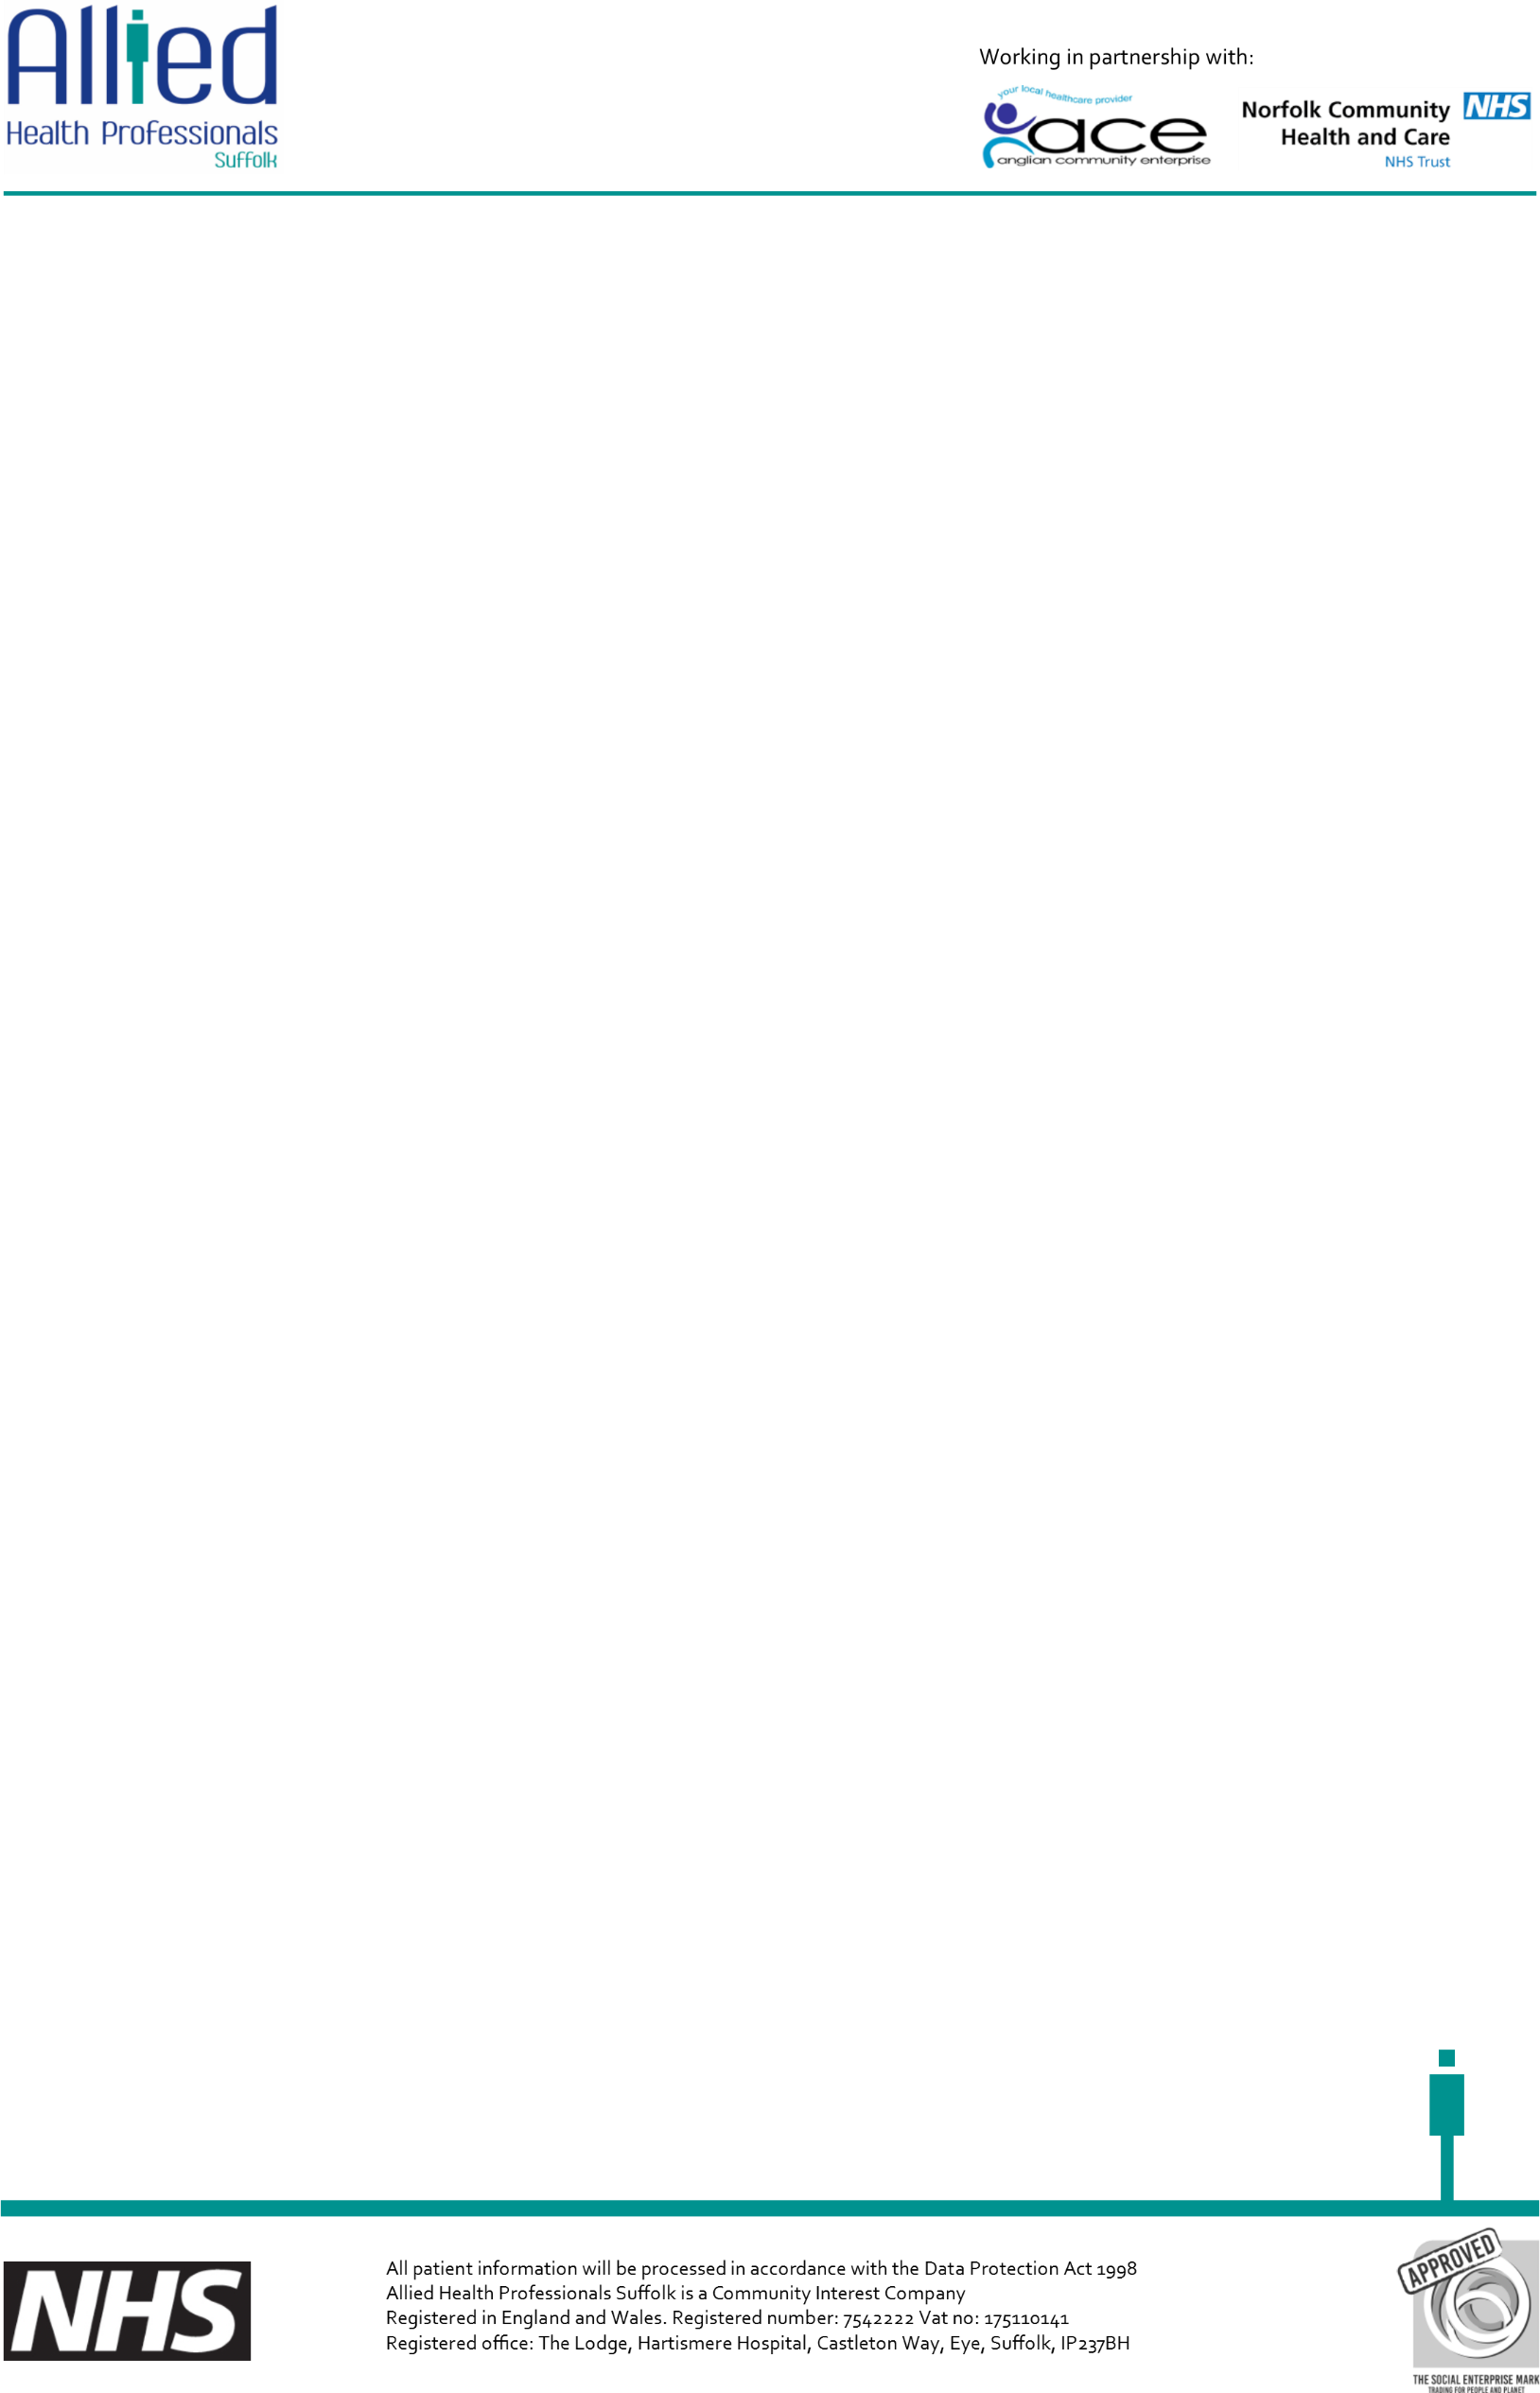 Allied
Health Professionals
Suffolk
Working in partnership with:
your local healthcare provider
ace
anglian community enterprise
Norfolk Community
Health and Care
NHS Trust
NHS
NHS
All patient information will be processed in accordance with the Data Protection Act 1998
Allied Health Professionals Suffolk is a Community Interest Company
Registered in England and Wales. Registered number: 7542222 Vat no: 175110141
Registered office: The Lodge, Hartismere Hospital, Castleton Way, Eye, Suffolk, IP237BH
APPROVED
THE SOCIAL ENTERPRISE MARK
TRADING FOR PEOPLE AND PLANET